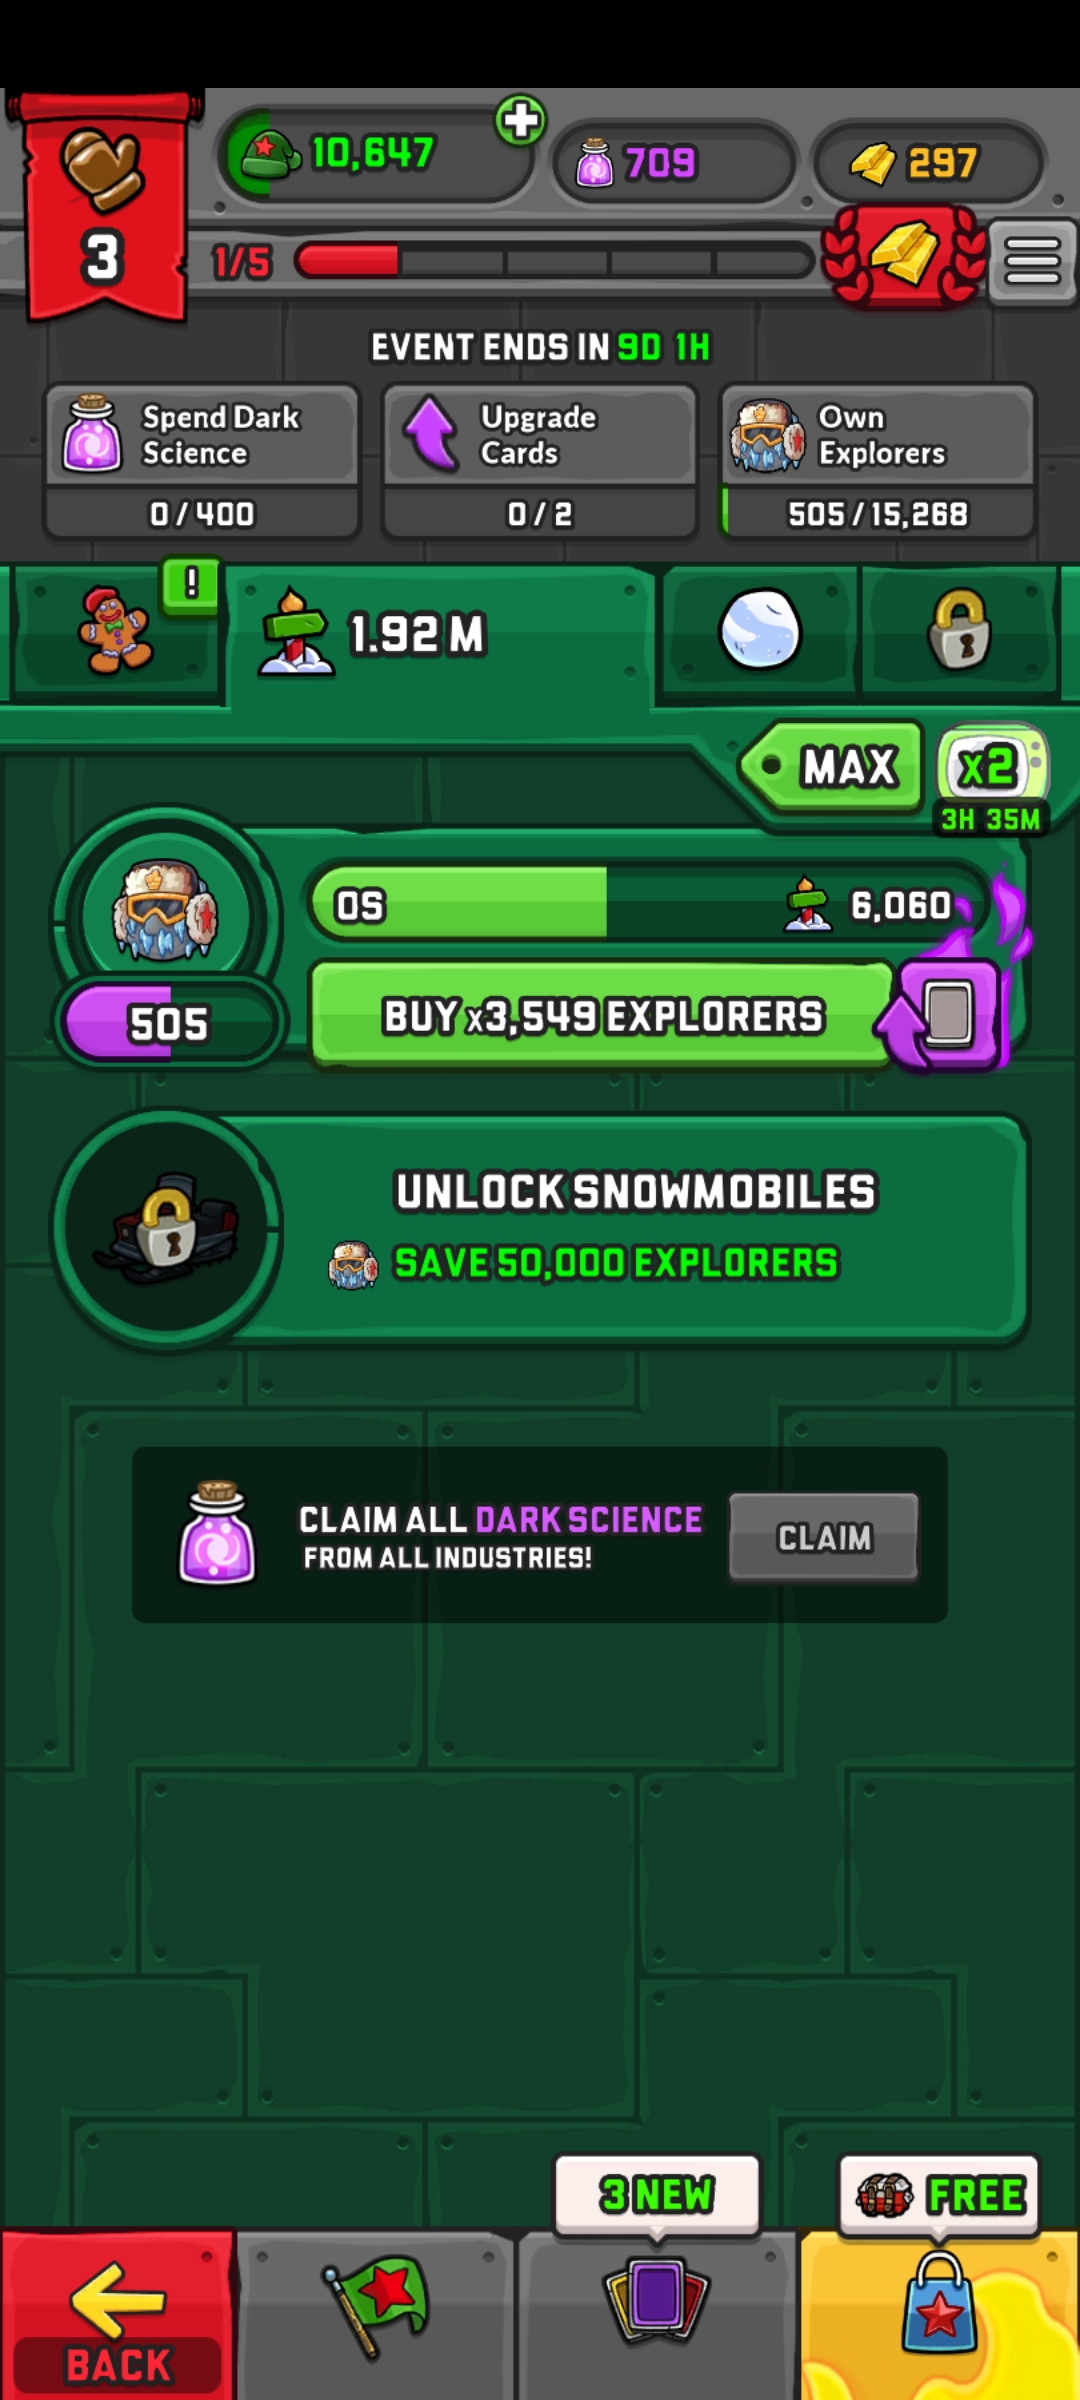 10,647
709
297
3
1/5
EVENT ENDS IN 9D 1H
Spend Dark
Science
0/400
Upgrade
Cards
0/2
Own
Explorers
505/15,268
!
1.92 M
MAX
x2
3H 35M
0S
6,060
505
BUY x3,549 EXPLORERS
UNLOCK SNOWMOBILES
SAVE 50,000 EXPLORERS
CLAIM ALL DARK SCIENCE
FROM ALL INDUSTRIES!
CLAIM
3 NEW
FREE
BACK